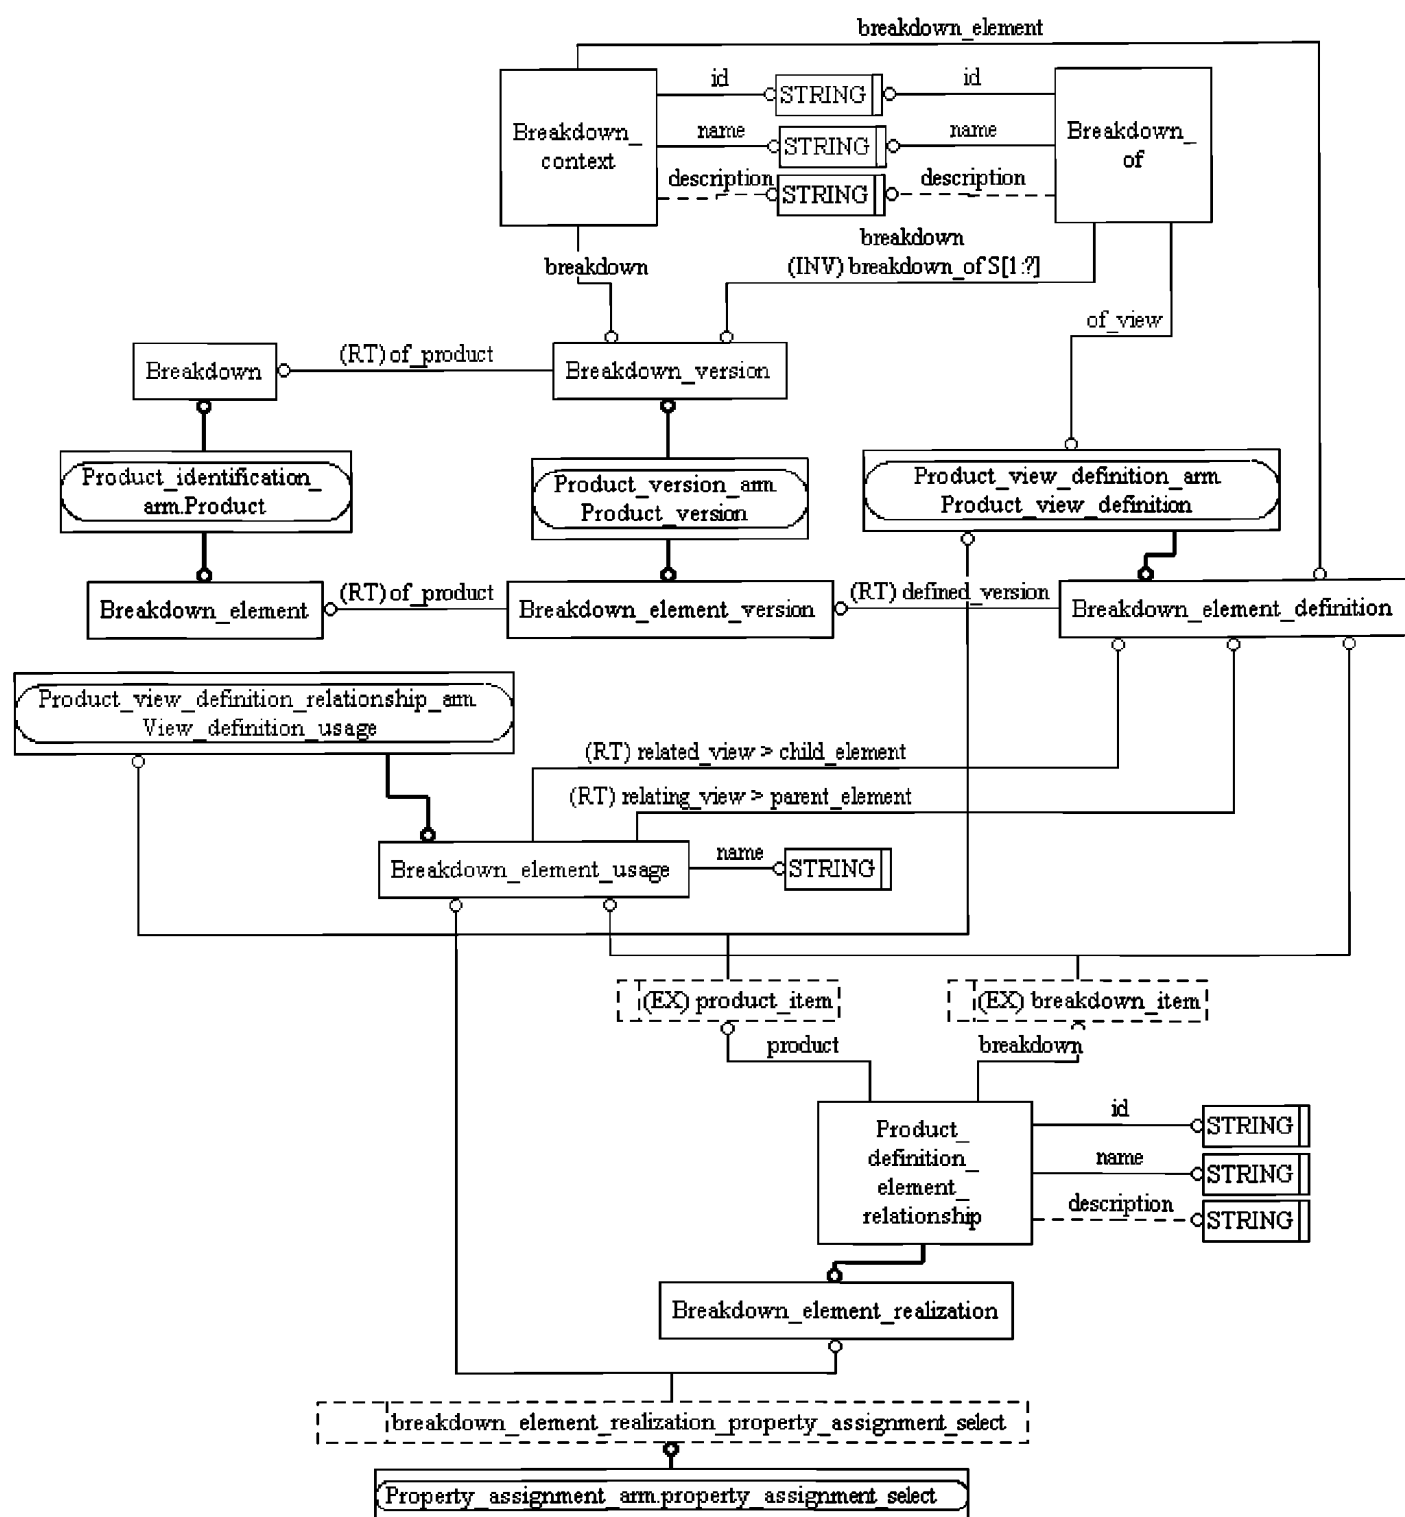 breakdown_element
id
STRING
id
Breakdown_
context
name
STRING
name
Breakdown_
of
description
STRING
description
breakdown
breakdown
(INV) breakdown_of S[1:?]
of_view
(RT) of_product
Breakdown
Breakdown_version
Product_identification_
arm.Product
Product_version_arm.
Product_version
Product_view_definition_arm.
Product_view_definition
(RT) of_product
(RT) defined_version
Breakdown_element
Breakdown_element_version
Breakdown_element_definition
Product_view_definition_relationship_arm.
View_definition_usage
(RT) related_view > child_element
(RT) relating_view > parent_element
name
Breakdown_element_usage
STRING
(EX) product_item
(EX) breakdown_item
product
breakdown
Product_
definition_
element_
relationship
id
STRING
name
STRING
description
STRING
Breakdown_element_realization
breakdown_element_realization_property_assignment_select
Property_assignment_arm.property_assignment_select